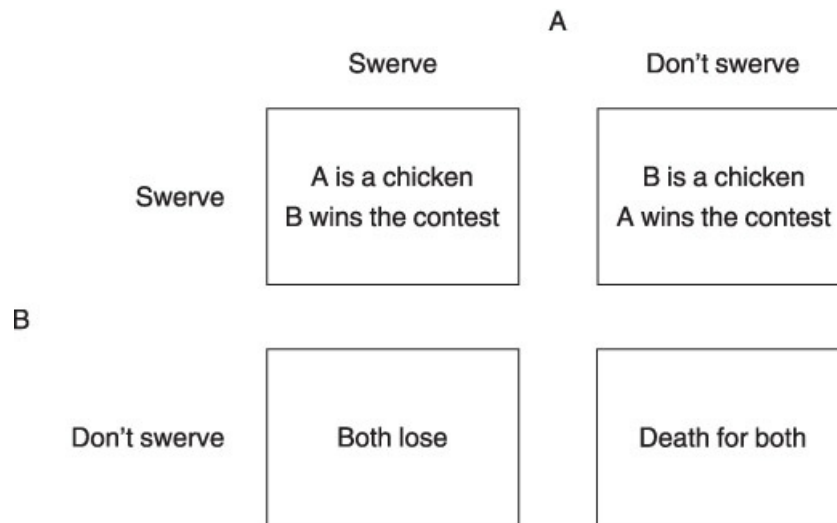 A
Swerve
Don't swerve
Swerve
A is a chicken
B wins the contest
B is a chicken
A wins the contest
B
Don't swerve
Both lose
Death for both